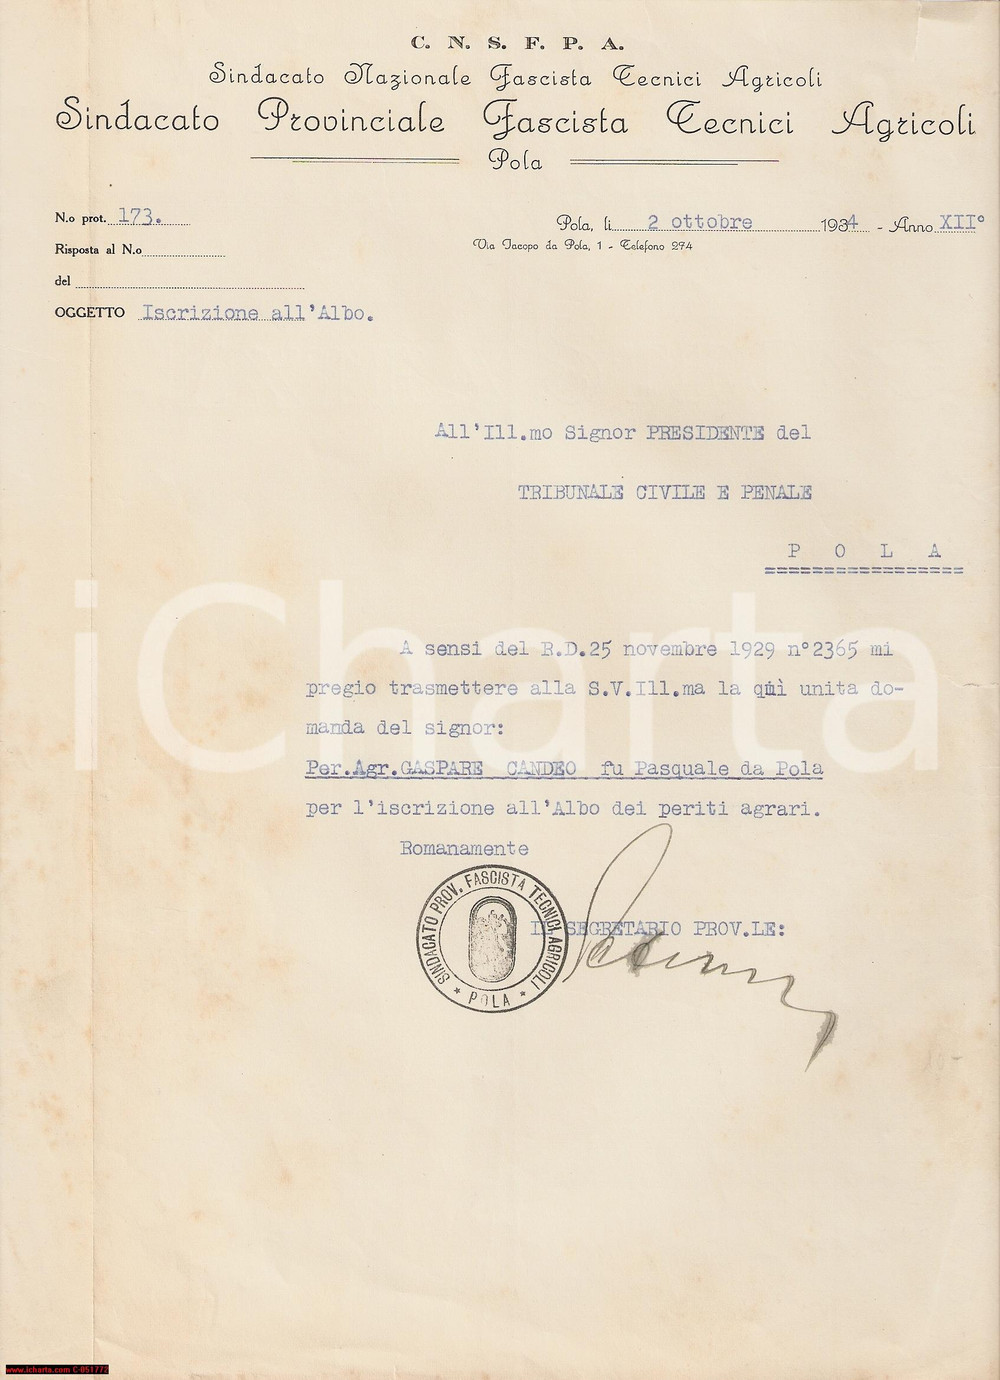 C. N. S. F. P. A.
Sindacato Nazionale Fascista Tecnici Agricoli
Sindacato Provinciale Fascista Tecnici Agricoli
Pola
N.o prot. 173.
Pola, li 2 ottobre 1934 - Anno XII°
Via Jacopo da Pola, 1 - Telefono 274
Risposta al N.o
del
OGGETTO Iscrizione all'Albo.
All'Ill.mo Signor PRESIDENTE del
TRIBUNALE CIVILE E PENALE
P O L A
================
A sensi del R.D.25 novembre 1929 n°2365 mi
pregio trasmettere alla S.V.Ill.ma la quì unita do-
manda del signor:
Per.Agr.GASPARE CANDEO fu Pasquale da Pola
per l'iscrizione all'Albo dei periti agrari.
Romanamente
IL SEGRETARIO PROV.LE:
SINDACATO PROV. FASCISTA TECNICI AGRICOLI
* POLA *
iCharta
www.icharta.com C-051772